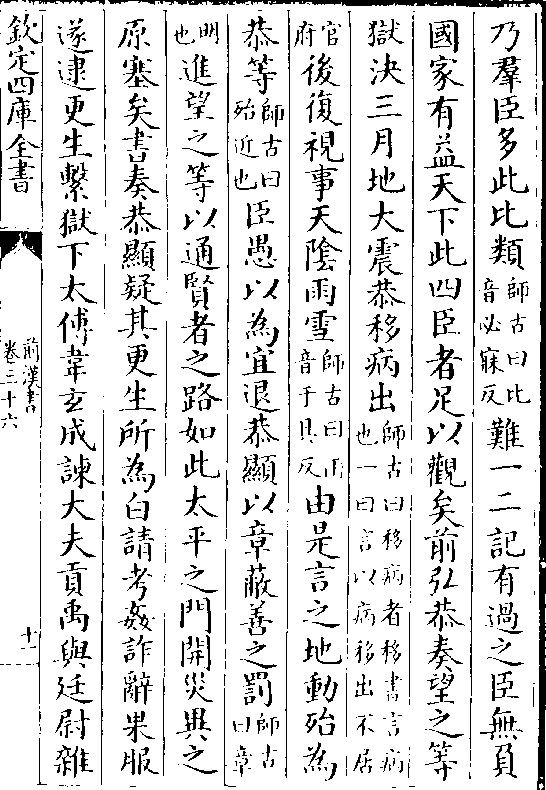 乃羣臣多此比類師古曰比音必寐反難一二記有過之臣無負
國家有益天下此四臣者足以觀矣前弘恭奏望之等
獄決三月地大震恭移病出師古曰移病者移書言病也一曰言以病移出不居
官府後復視事天陰雨雪師古曰雨音于具反由是言之地動殆為
恭等師古曰殆近也臣愚以為宜退恭顯以章蔽善之罰師古曰章
明也進望之等以通賢者之路如此太平之門開災異之
原塞矣書奏恭顯疑其更生所為白請考姦詐辭果服
遂逮更生繫獄下太傅韋玄成諫大夫貢禹與廷尉雜
欽定四庫全書
前漢書
卷三十六
十一